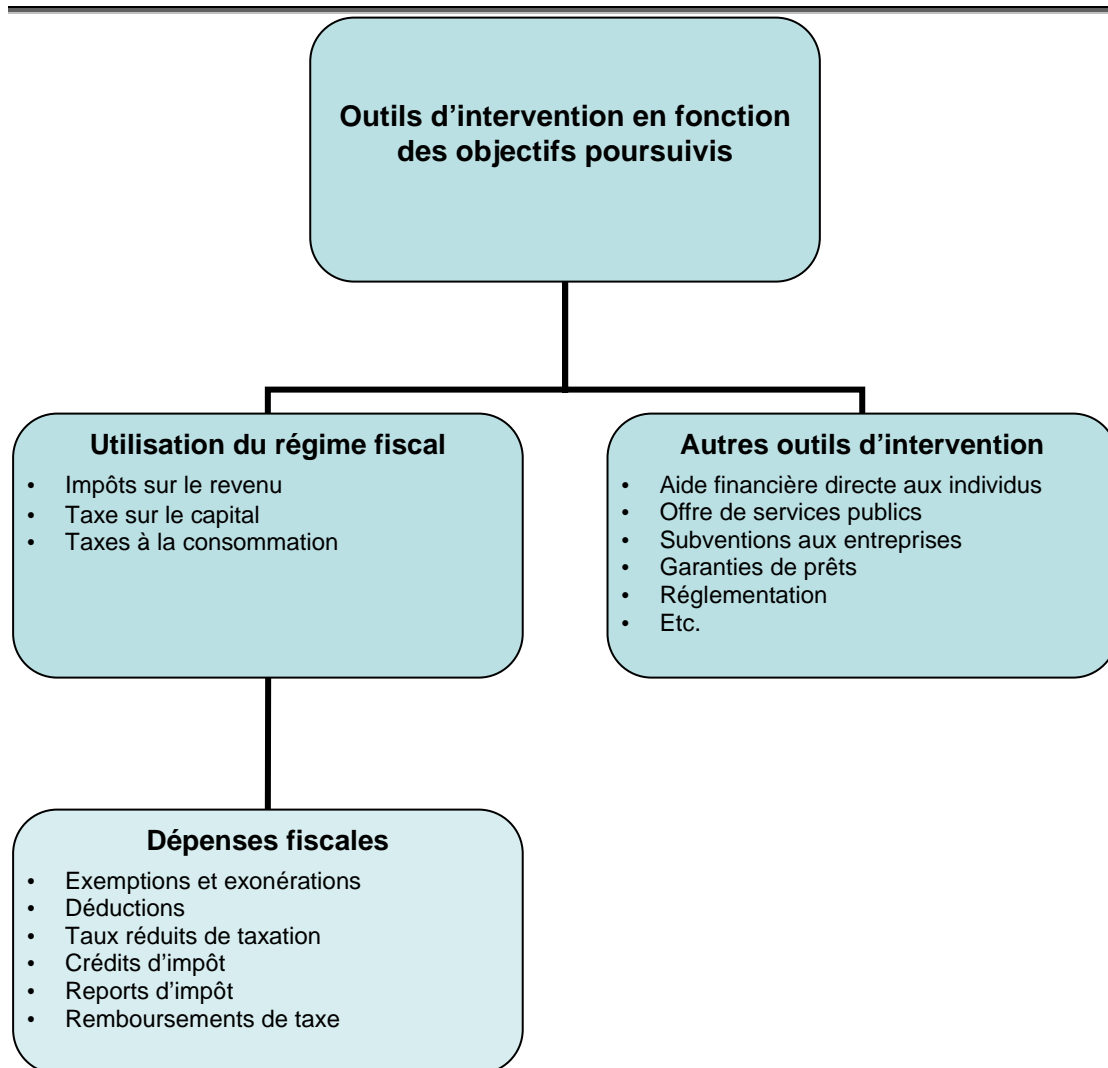 Outils d’intervention en fonction
des objectifs poursuivis
Utilisation du régime fiscal
• Impôts sur le revenu
• Taxe sur le capital
• Taxes à la consommation
Autres outils d’intervention
• Aide financière directe aux individus
• Offre de services publics
• Subventions aux entreprises
• Garanties de prêts
• Réglementation
• Etc.
Dépenses fiscales
• Exemptions et exonérations
• Déductions
• Taux réduits de taxation
• Crédits d’impôt
• Reports d’impôt
• Remboursements de taxe